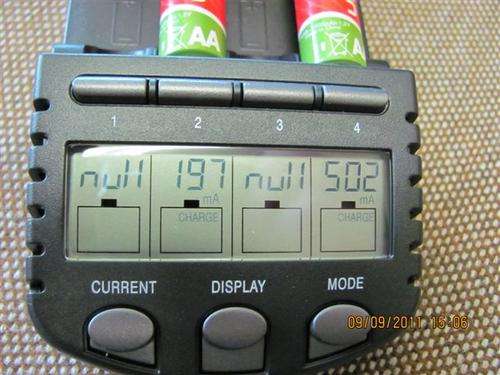 AA
AA
1 2 3 4
null 197 mA null 502 mA
CHARGE CHARGE
CURRENT DISPLAY MODE
09/09/2011 15:06